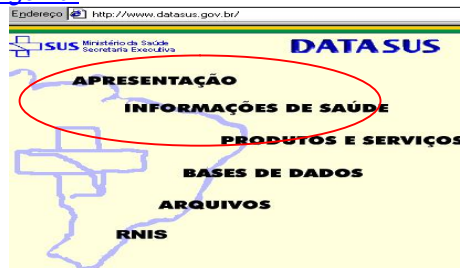 Endereço http://www.datasus.gov.br/
SUS Ministério da Saúde
Secretaria Executiva
DATASUS
APRESENTAÇÃO
INFORMAÇÕES DE SAÚDE
PRODUTOS E SERVIÇOS
BASES DE DADOS
ARQUIVOS
RNIS